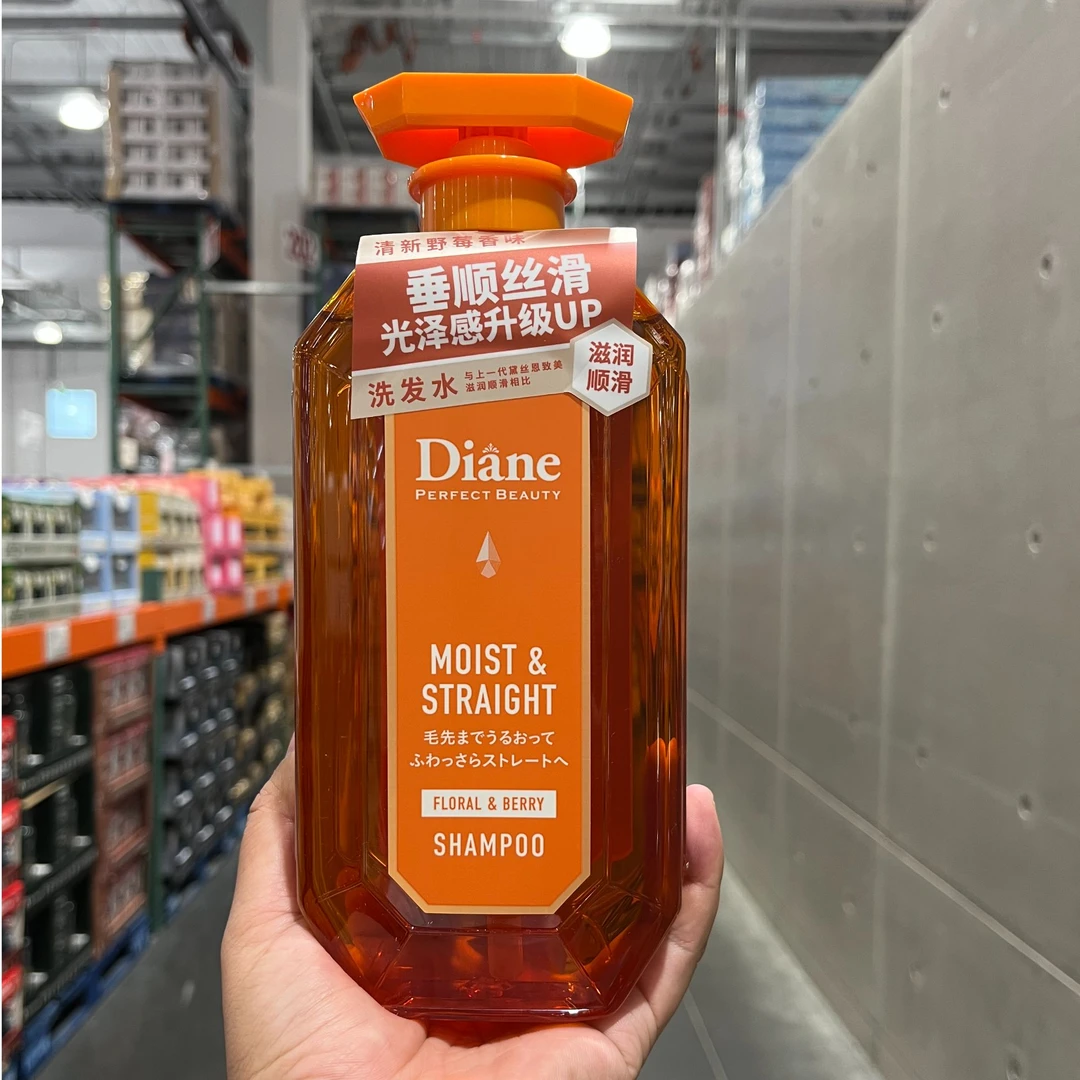 清新野莓香味
垂顺丝滑
光泽感升级UP
洗发水
与上一代黛丝恩致美
滋润顺滑相比
滋润
顺滑
Diane
PERFECT BEAUTY
MOIST &
STRAIGHT
毛先までうるおって
ふわっさらストレートへ
FLORAL & BERRY
SHAMPOO